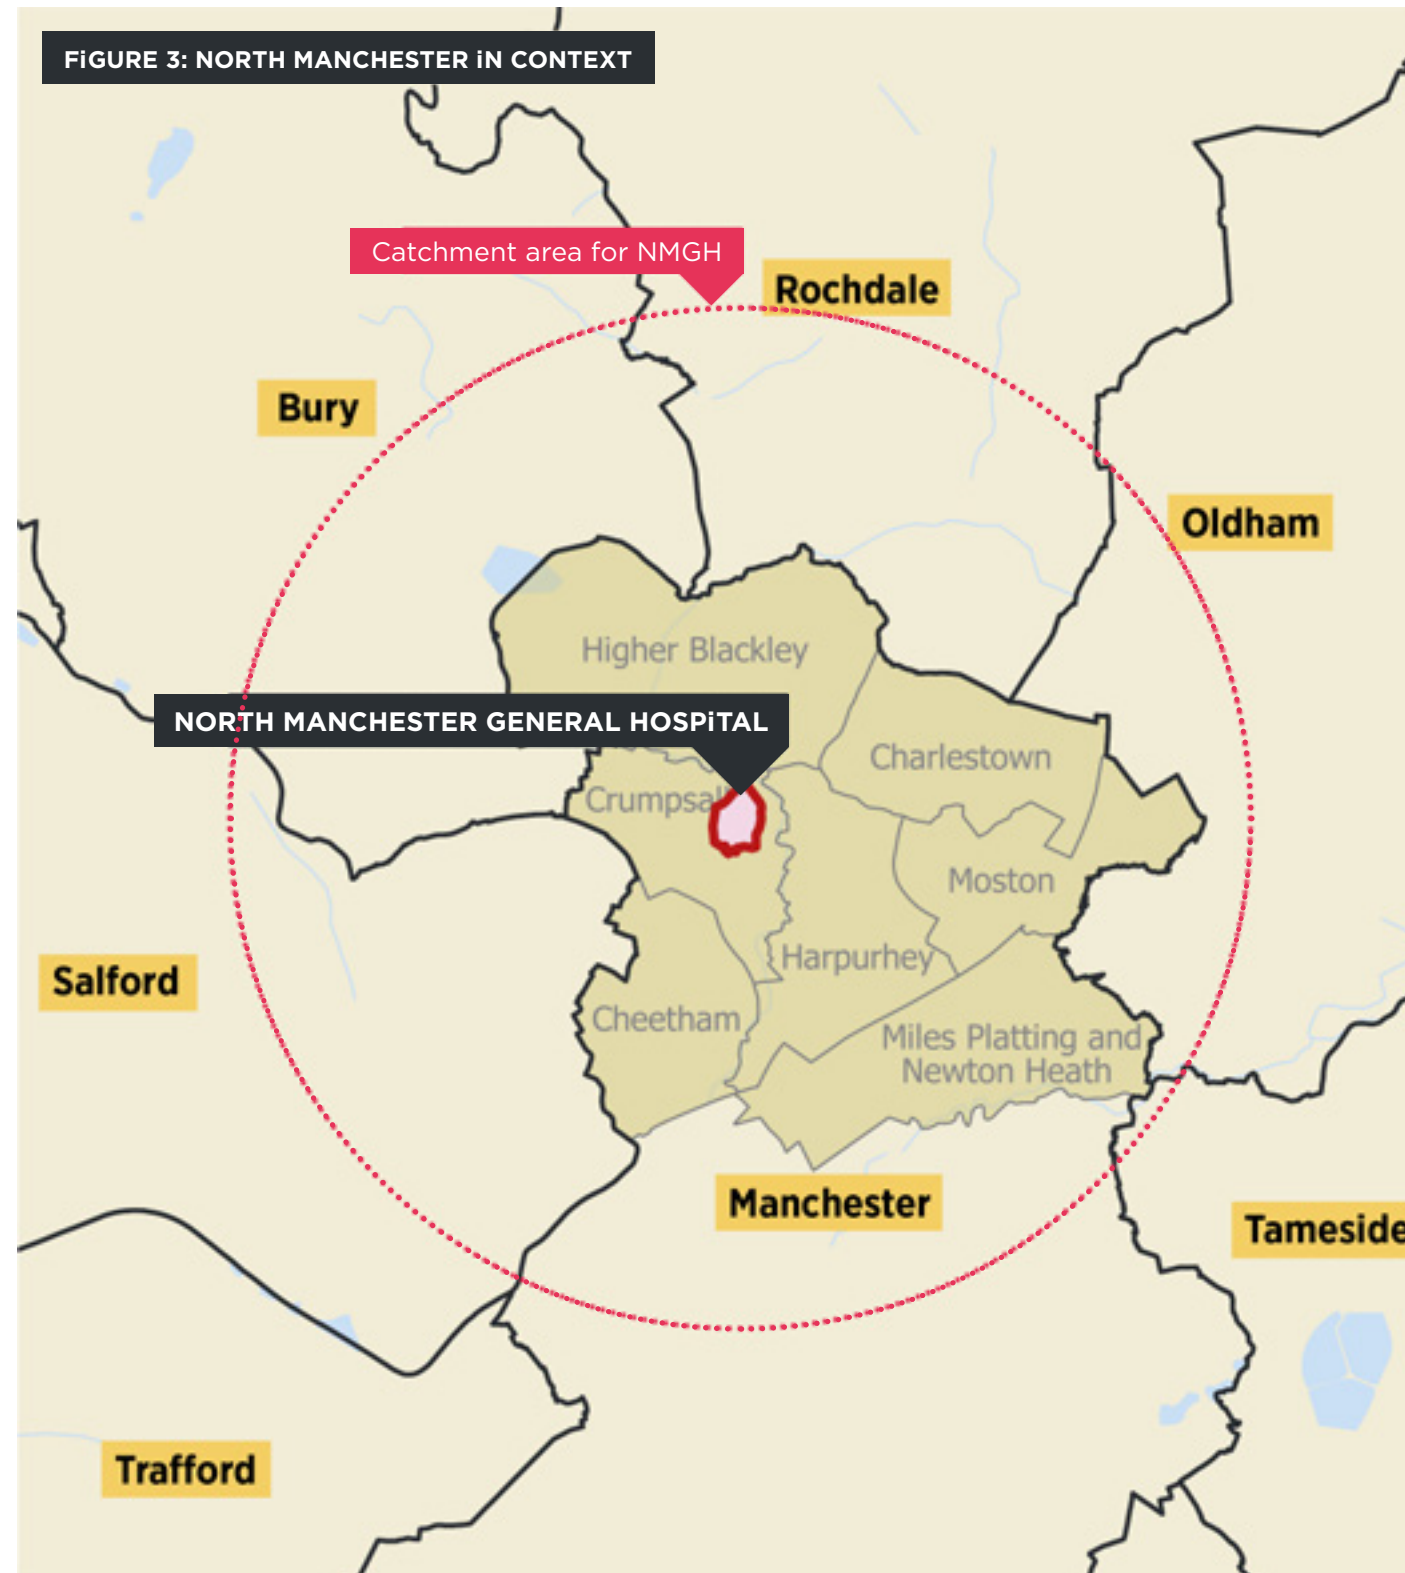 FiGURE 3: NORTH MANCHESTER iN CONTEXT
Catchment area for NMGH
Rochdale
Bury
Oldham
Higher Blackley
NORTH MANCHESTER GENERAL HOSPiTAL
Charlestown
Crumpsall
Moston
Harpurhey
Salford
Cheetham
Miles Platting and
Newton Heath
Manchester
Tameside
Trafford